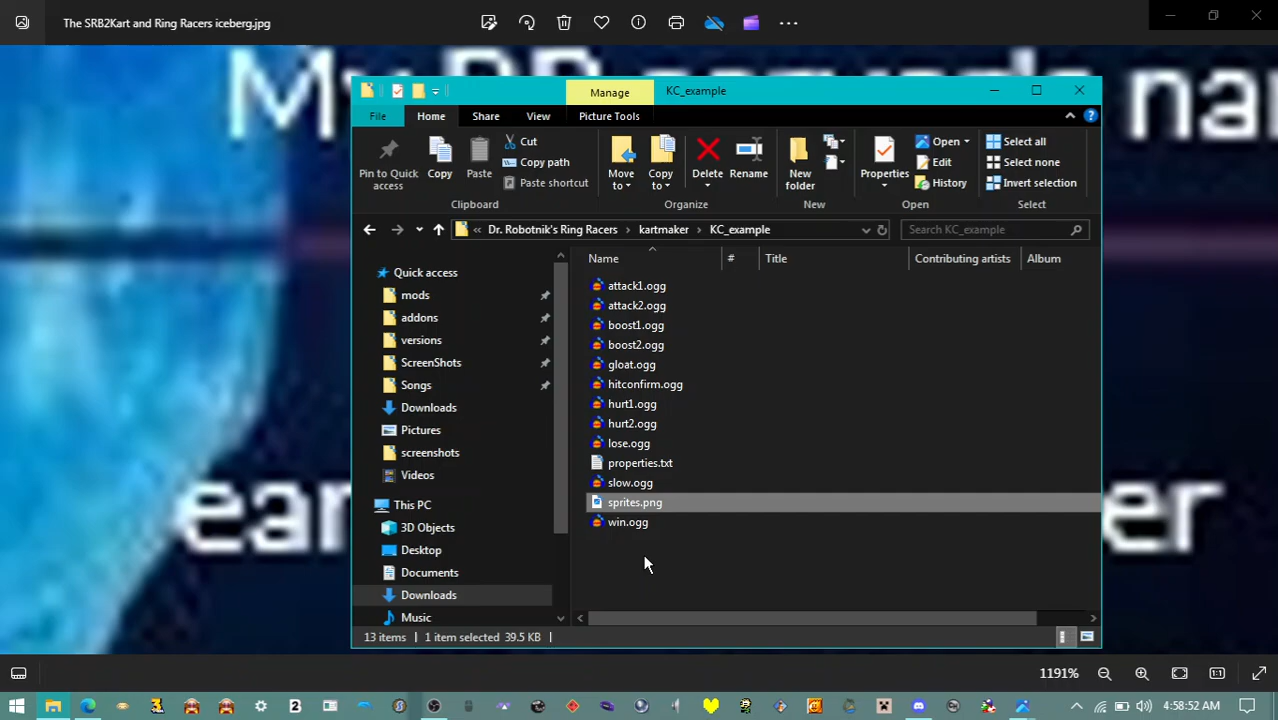 The SRB2Kart and Ring Racers iceberg.jpg
My RR
na
Manage
KC_example
File
Home
Share
View
Picture Tools
Pin to Quick access
Copy
Paste
Cut
Copy path
Paste shortcut
Clipboard
Move to
Copy to
Delete
Rename
Organize
New folder
New
Properties
Open
Edit
History
Open
Select all
Select none
Invert selection
Select
« Dr. Robotnik's Ring Racers > kartmaker > KC_example
Search KC_example
Name
#
Title
Contributing artists
Album
Quick access
mods
addons
versions
ScreenShots
Songs
Downloads
Pictures
screenshots
Videos
This PC
3D Objects
Desktop
Documents
Downloads
Music
attack1.ogg
attack2.ogg
boost1.ogg
boost2.ogg
gloat.ogg
hitconfirm.ogg
hurt1.ogg
hurt2.ogg
lose.ogg
properties.txt
slow.ogg
sprites.png
win.ogg
ear
er
13 items
1 item selected 39.5 KB
1191%
4:58:52 AM